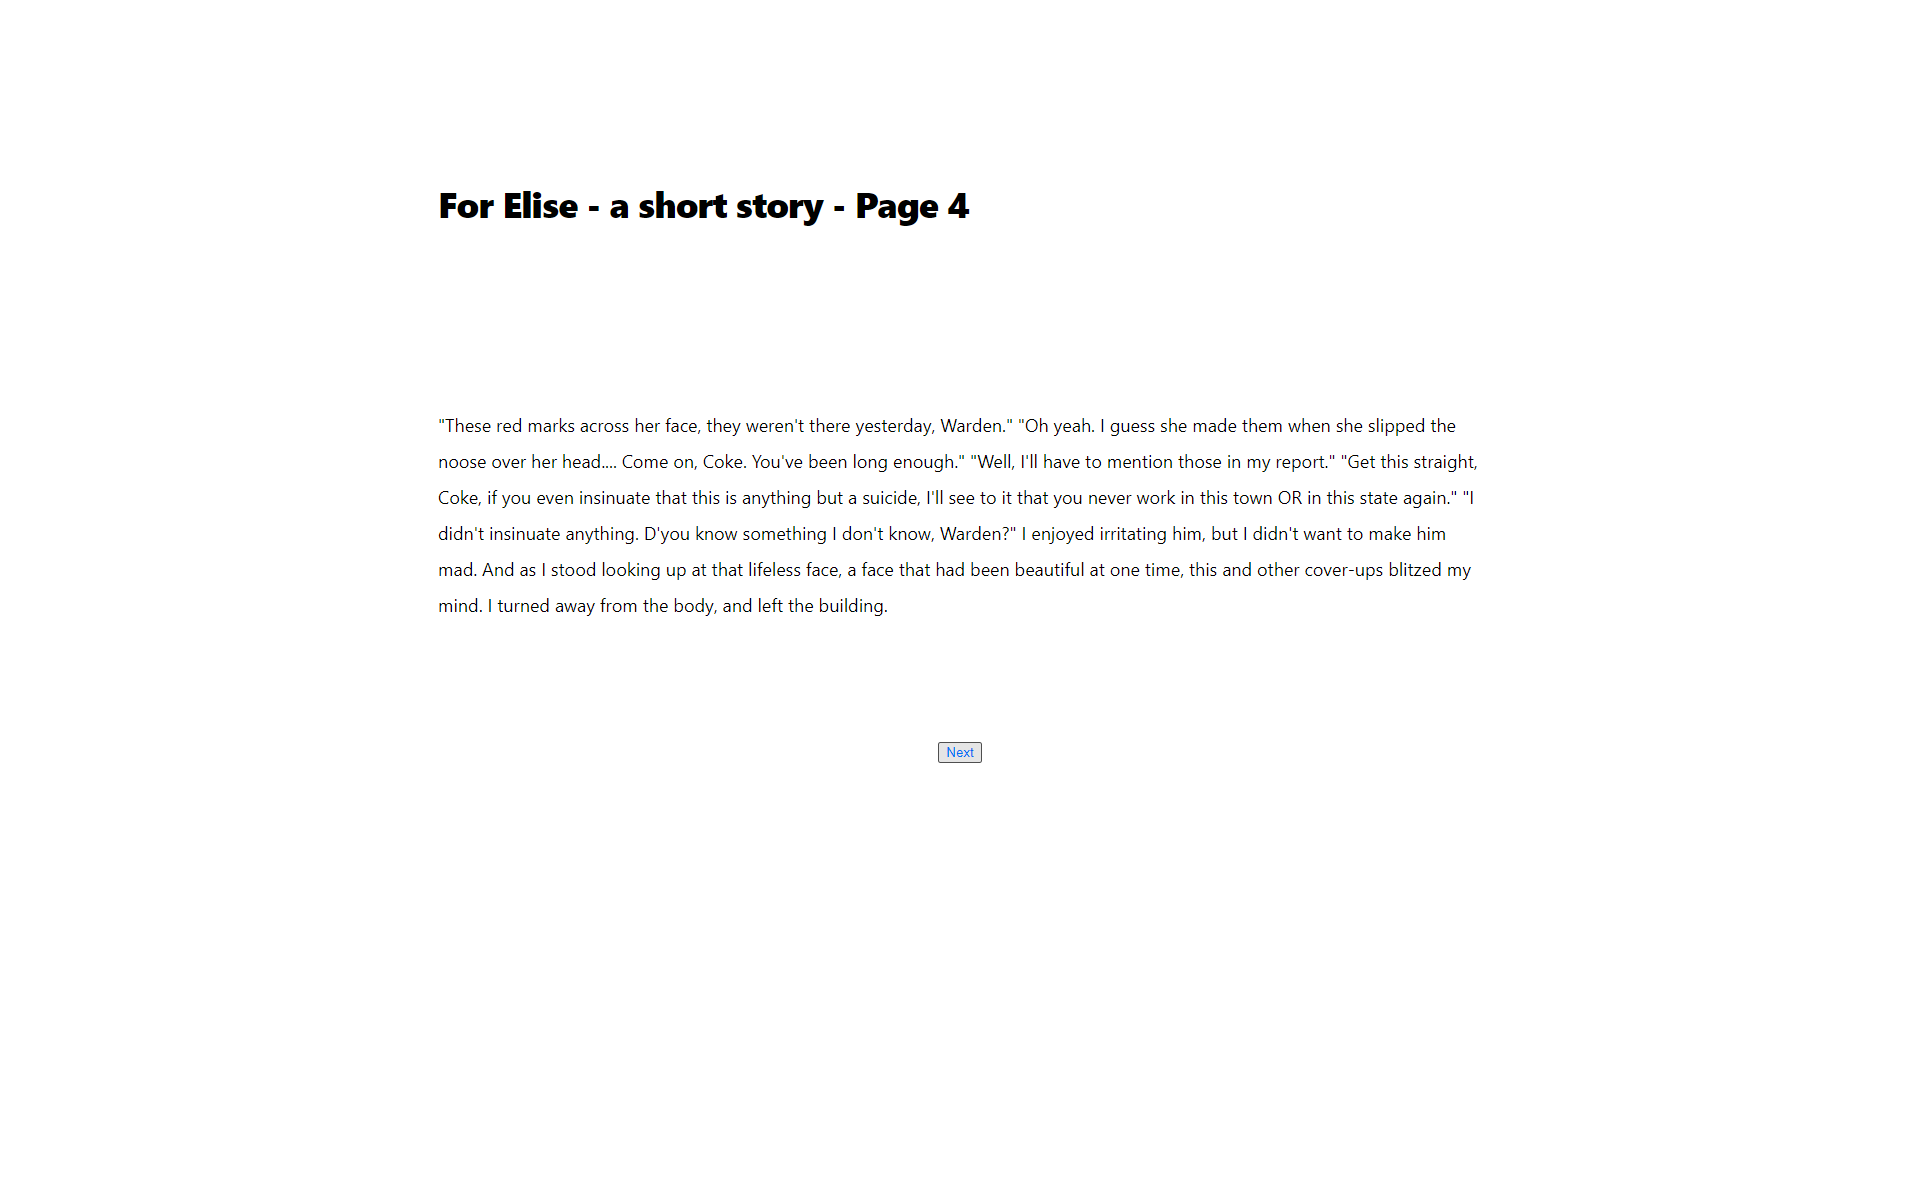 For Elise - a short story - Page 4
"These red marks across her face, they weren't there yesterday, Warden." "Oh yeah. I guess she made them when she slipped the
noose over her head.... Come on, Coke. You've been long enough." "Well, I'll have to mention those in my report." "Get this straight,
Coke, if you even insinuate that this is anything but a suicide, I'll see to it that you never work in this town OR in this state again." "I
didn't insinuate anything. D'you know something I don't know, Warden?" I enjoyed irritating him, but I didn't want to make him
mad. And as I stood looking up at that lifeless face, a face that had been beautiful at one time, this and other cover-ups blitzed my
mind. I turned away from the body, and left the building.
Next